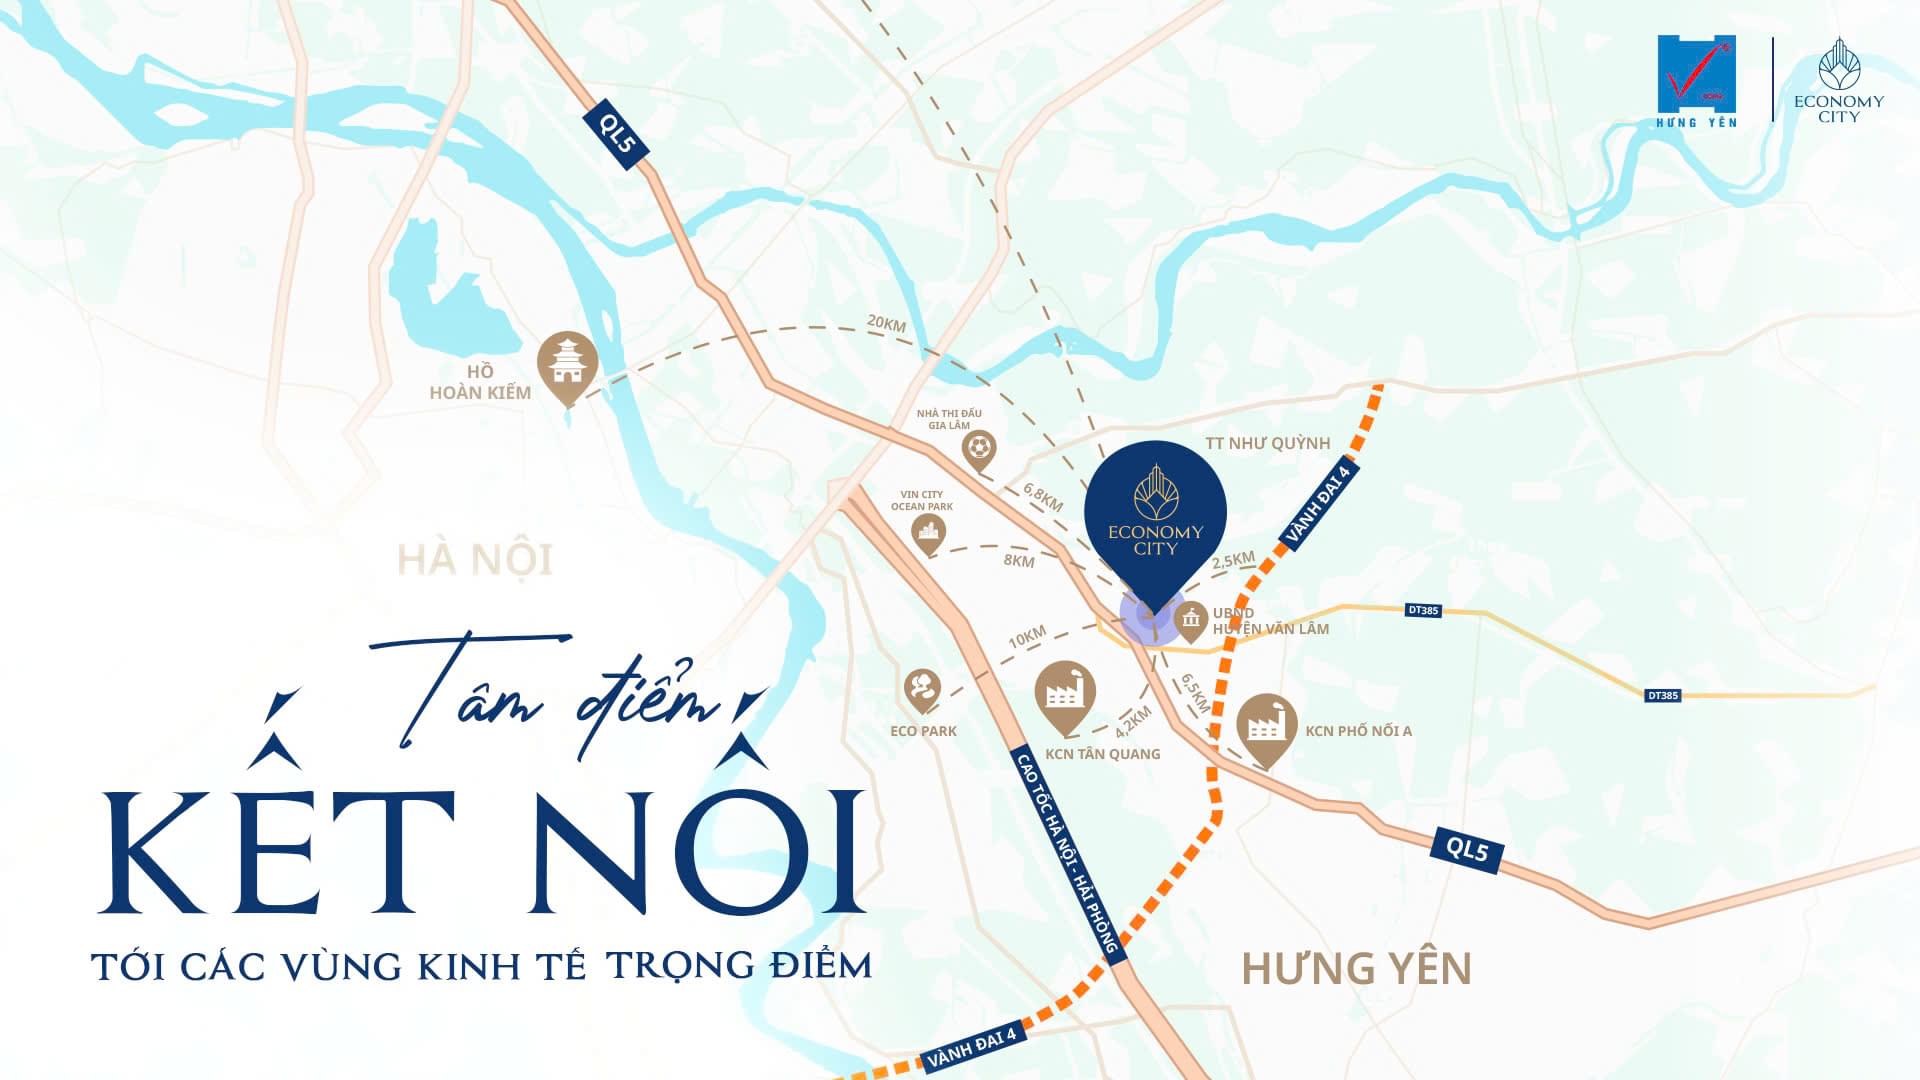 HƯNG YÊN
ECONOMY
CITY
QL5
20KM
HỒ
HOÀN KIẾM
NHÀ THI ĐẤU
GIA LÂM
TT NHƯ QUỲNH
6,8KM
VÀNH ĐAI 4
VIN CITY
OCEAN PARK
ECONOMY
CITY
HÀ NỘI
8KM
2,5KM
UBND
HUYỆN VĂN LÂM
DT385
10KM
DT385
6,5KM
4,2KM
ECO PARK
KCN TÂN QUANG
KCN PHỐ NỐI A
Tâm điểm
KẾT NỐI
TỚI CÁC VÙNG KINH TẾ TRỌNG ĐIỂM
CAO TỐC HÀ NỘI - HẢI PHÒNG
QL5
HƯNG YÊN
VÀNH ĐAI 4